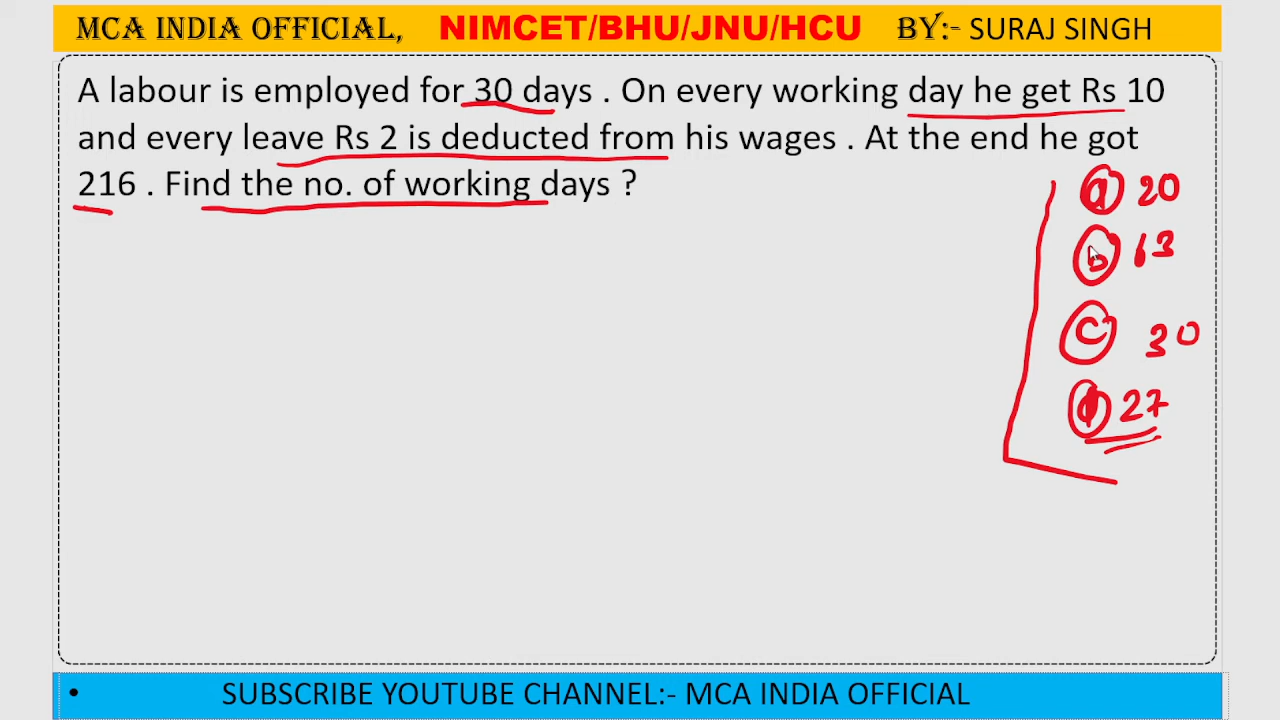 MCA INDIA OFFICIAL, NIMCET/BHU/JNU/HCU BY:- SURAJ SINGH
A labour is employed for 30 days . On every working day he get Rs 10
and every leave Rs 2 is deducted from his wages . At the end he got
216 . Find the no. of working days ?
a 20
b 63
c 30
d 27
• SUBSCRIBE YOUTUBE CHANNEL:- MCA INDIA OFFICIAL